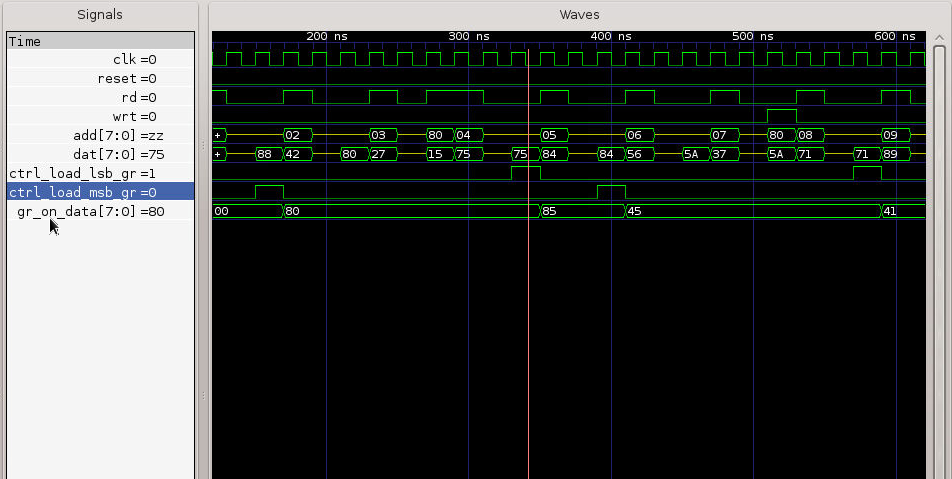 Signals Waves
Time 200 ns 300 ns 400 ns 500 ns 600 ns
clk =0
reset =0
rd =0
wrt =0
add[7:0] =zz + 02 03 80 04 05 06 07 80 08 09
dat[7:0] =75 + 88 42 80 27 15 75 75 84 84 56 5A 37 5A 71 71 89
ctrl_load_lsb_gr =1
ctrl_load_msb_gr =0
gr_on_data[7:0] =80 00 80 85 45 41